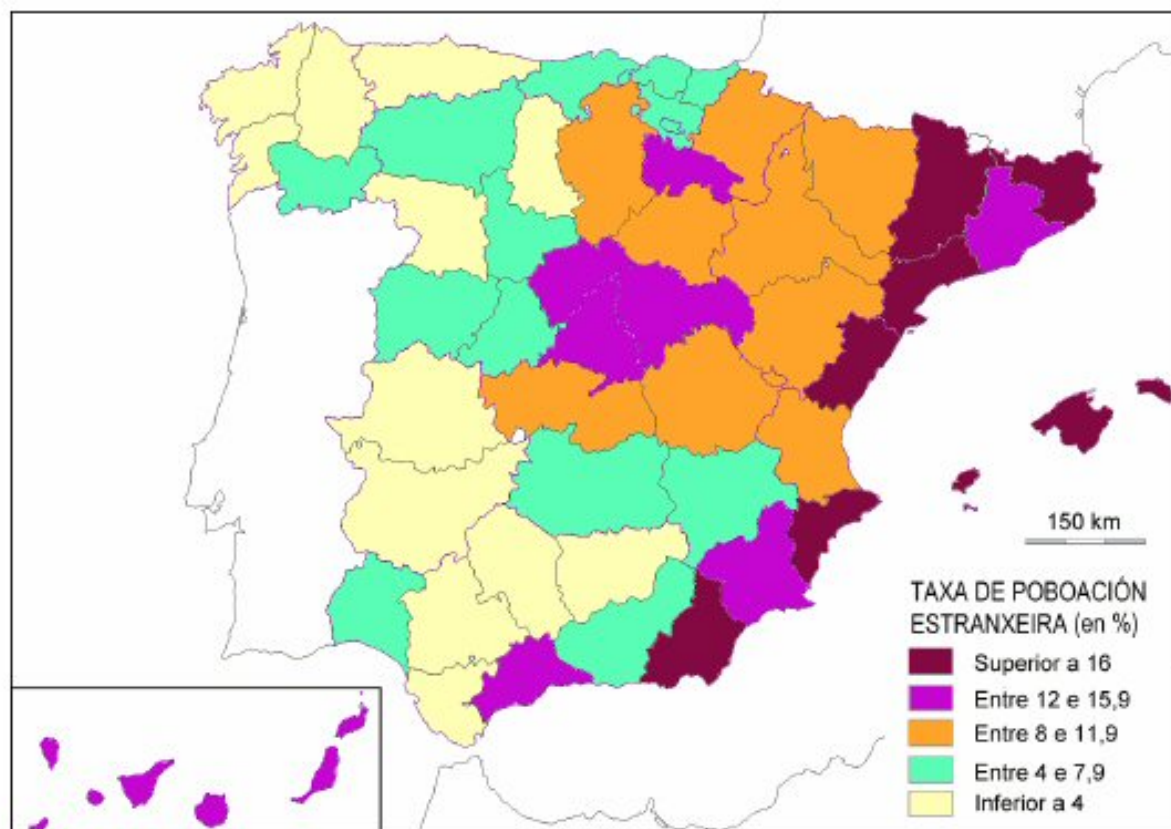 150 km
TAXA DE POBOACIÓN
ESTRANXEIRA (en %)
Superior a 16
Entre 12 e 15,9
Entre 8 e 11,9
Entre 4 e 7,9
Inferior a 4